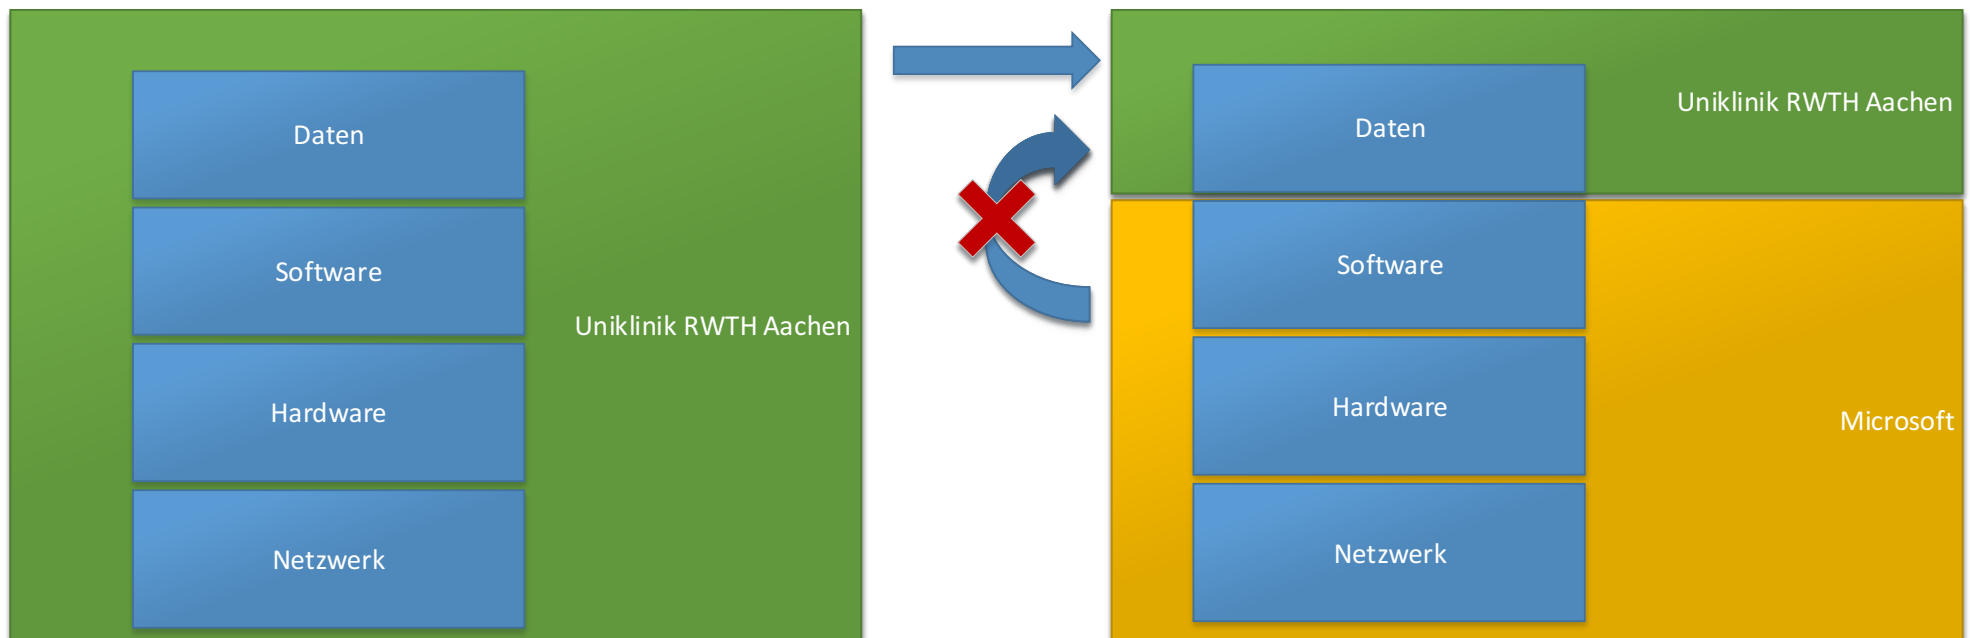 Daten
Software
Hardware
Netzwerk
Uniklinik RWTH Aachen
Uniklinik RWTH Aachen
Daten
Software
Hardware
Netzwerk
Microsoft